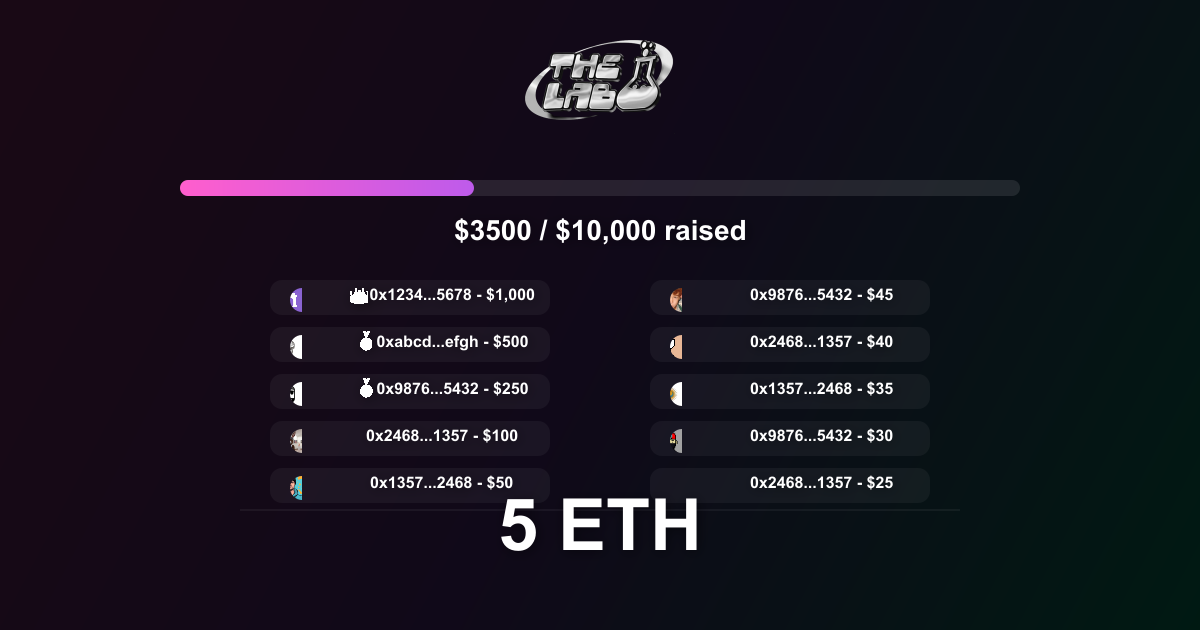 THE
LAB
$3500 / $10,000 raised
0x1234...5678 - $1,000
0xabcd...efgh - $500
0x9876...5432 - $250
0x2468...1357 - $100
0x1357...2468 - $50
0x9876...5432 - $45
0x2468...1357 - $40
0x1357...2468 - $35
0x9876...5432 - $30
0x2468...1357 - $25
5 ETH